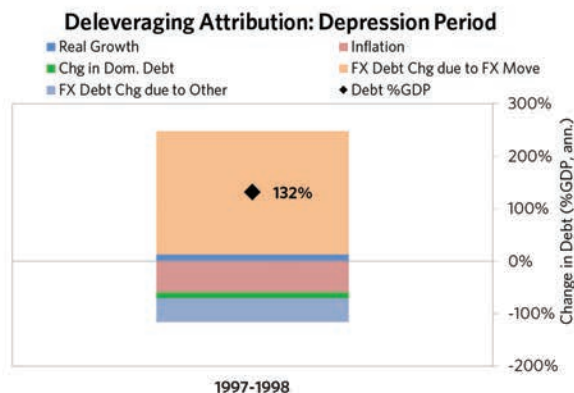 Deleveraging Attribution: Depression Period
Real Growth
Inflation
Chg in Dom. Debt
FX Debt Chg due to FX Move
FX Debt Chg due to Other
Debt %GDP
300%
200%
132%
100%
0%
-100%
-200%
Change in Debt (%GDP, ann.)
1997-1998